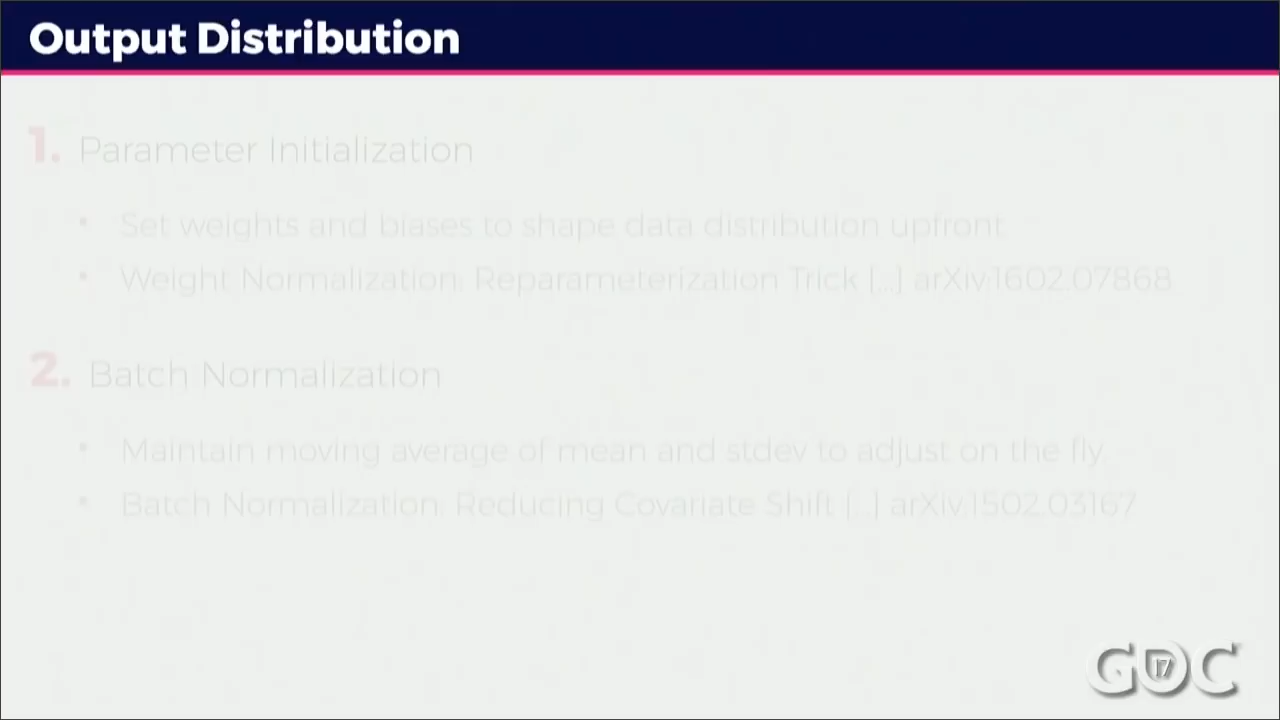 Output Distribution
1. Parameter Initialization
• Set weights and biases to shape data distribution upfront
• Weight Normalization: Reparameterization Trick [..] arXiv:1602.07868
2. Batch Normalization
• Maintain moving average of mean and stdev to adjust on the fly.
• Batch Normalization: Reducing Covariate Shift [..] arXiv:1502.03167
GDC 17